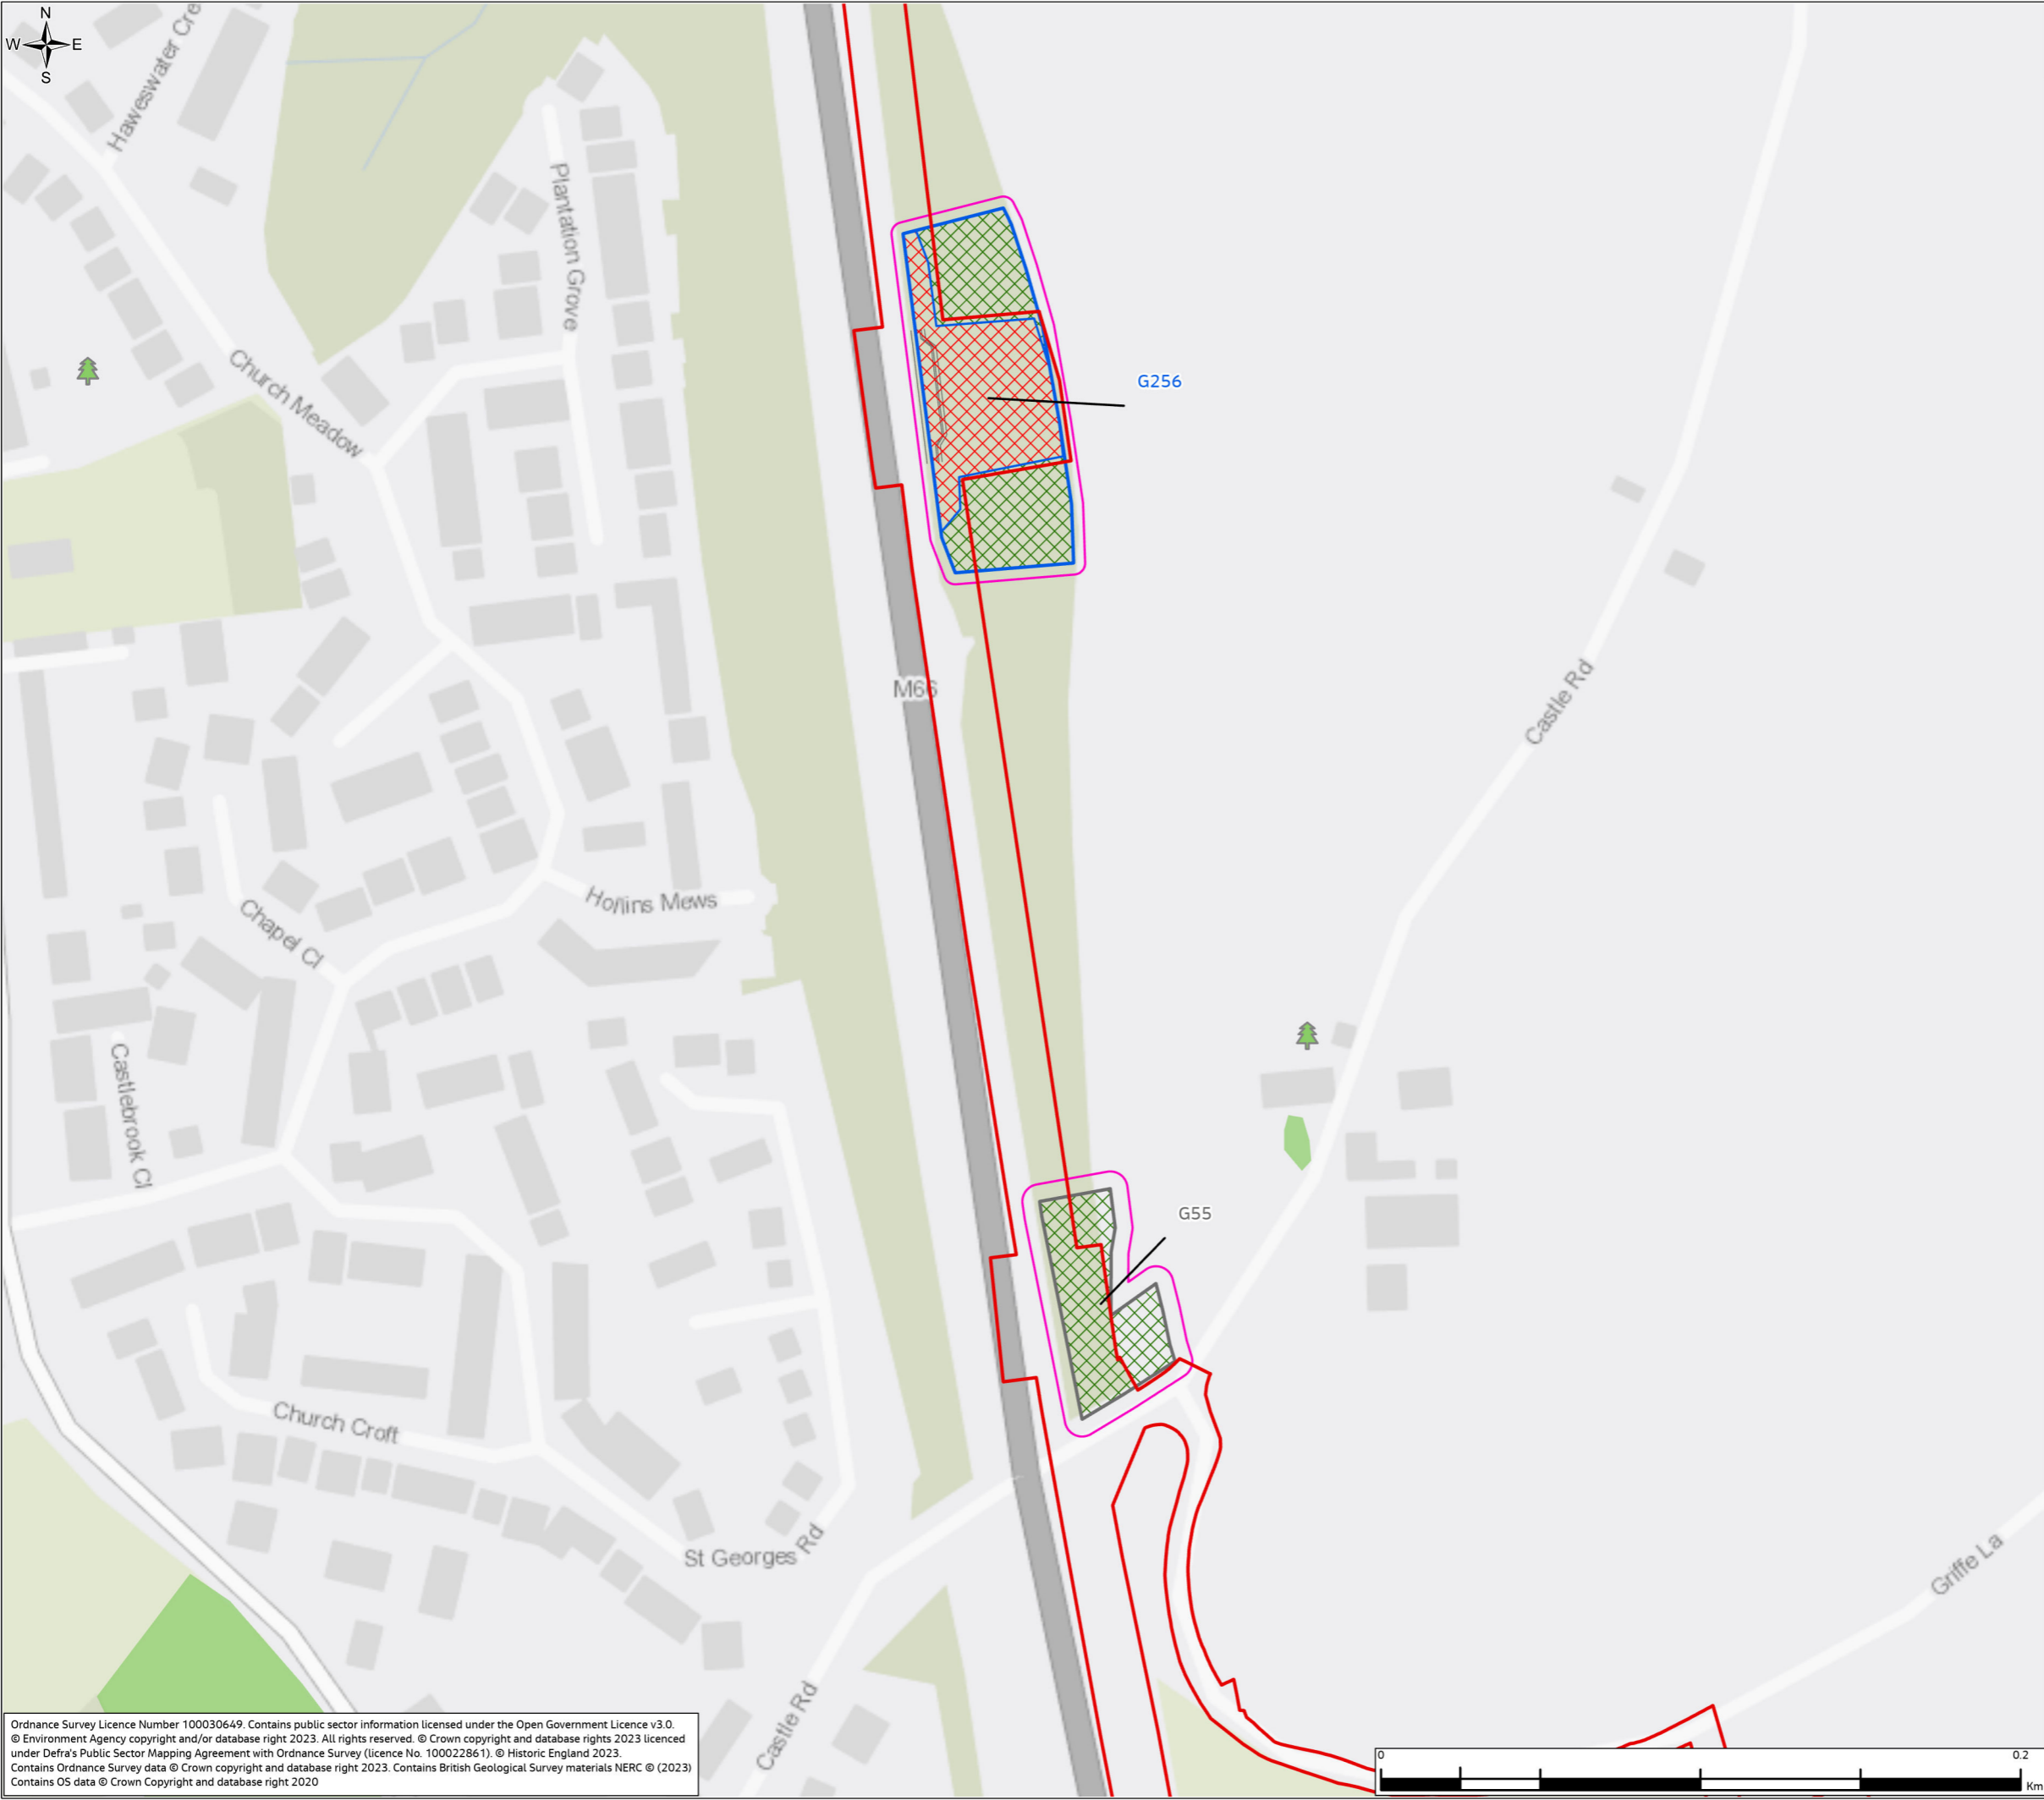 N
W E
S
Haweswater Cre
Plantation Grove
Church Meadow
G256
M66
Castle Rd
Hollins Mews
Chapel Cl
Castlebrook Cl
G55
Church Croft
St Georges Rd
Griffe La
Castle Rd
Ordnance Survey Licence Number 100030649. Contains public sector information licensed under the Open Government Licence v3.0.
© Environment Agency copyright and/or database right 2023. All rights reserved. © Crown copyright and database rights 2023 licenced
under Defra's Public Sector Mapping Agreement with Ordnance Survey (licence No. 100022861). © Historic England 2023.
Contains Ordnance Survey data © Crown copyright and database right 2023. Contains British Geological Survey materials NERC © (2023)
Contains OS data © Crown Copyright and database right 2020
0 0.2
Km